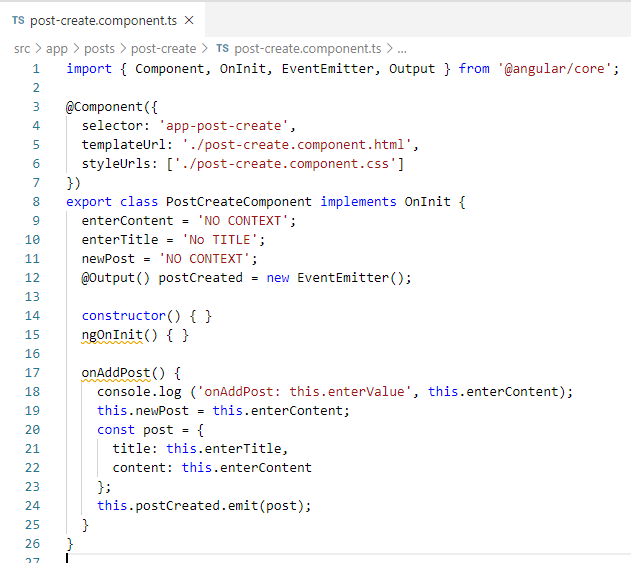 TS post-create.component.ts ×
src > app > posts > post-create > TS post-create.component.ts > ...
1 import { Component, OnInit, EventEmitter, Output } from '@angular/core';
2
3 @Component({
4   selector: 'app-post-create',
5   templateUrl: './post-create.component.html',
6   styleUrls: ['./post-create.component.css']
7 })
8 export class PostCreateComponent implements OnInit {
9   enterContent = 'NO CONTEXT';
10   enterTitle = 'No TITLE';
11   newPost = 'NO CONTEXT';
12   @Output() postCreated = new EventEmitter();
13
14   constructor() { }
15   ngOnInit() { }
16
17   onAddPost() {
18     console.log ('onAddPost: this.enterValue', this.enterContent);
19     this.newPost = this.enterContent;
20     const post = {
21       title: this.enterTitle,
22       content: this.enterContent
23     };
24     this.postCreated.emit(post);
25   }
26 }
27